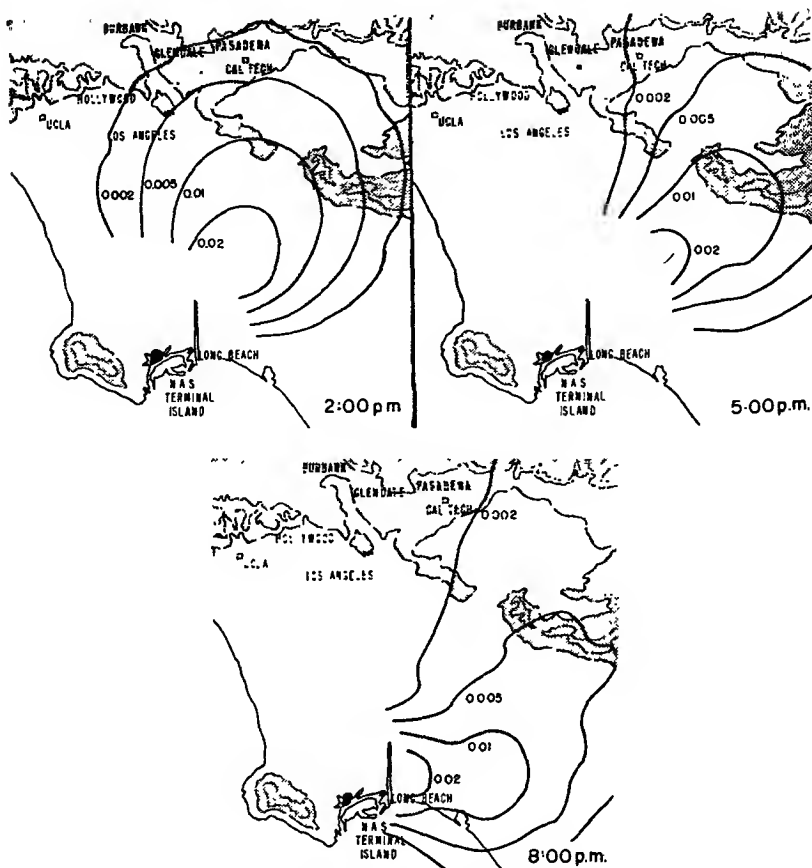 BURBANK
GLENDALE
PASADENA
CAL TECH
HOLLYWOOD
UCLA
LOS ANGELES
0.002
0.005
0.01
0.02
LONG BEACH
NAS
TERMINAL
ISLAND
2:00 p.m.
BURBANK
GLENDALE
PASADENA
CAL TECH
0.002
HOLLYWOOD
UCLA
0.005
LOS ANGELES
0.01
0.02
LONG BEACH
NAS
TERMINAL
ISLAND
5:00 p.m.
BURBANK
GLENDALE
PASADENA
CAL TECH
0.002
HOLLYWOOD
UCLA
LOS ANGELES
0.005
0.01
0.02
LONG BEACH
NAS
TERMINAL
ISLAND
8:00 p.m.